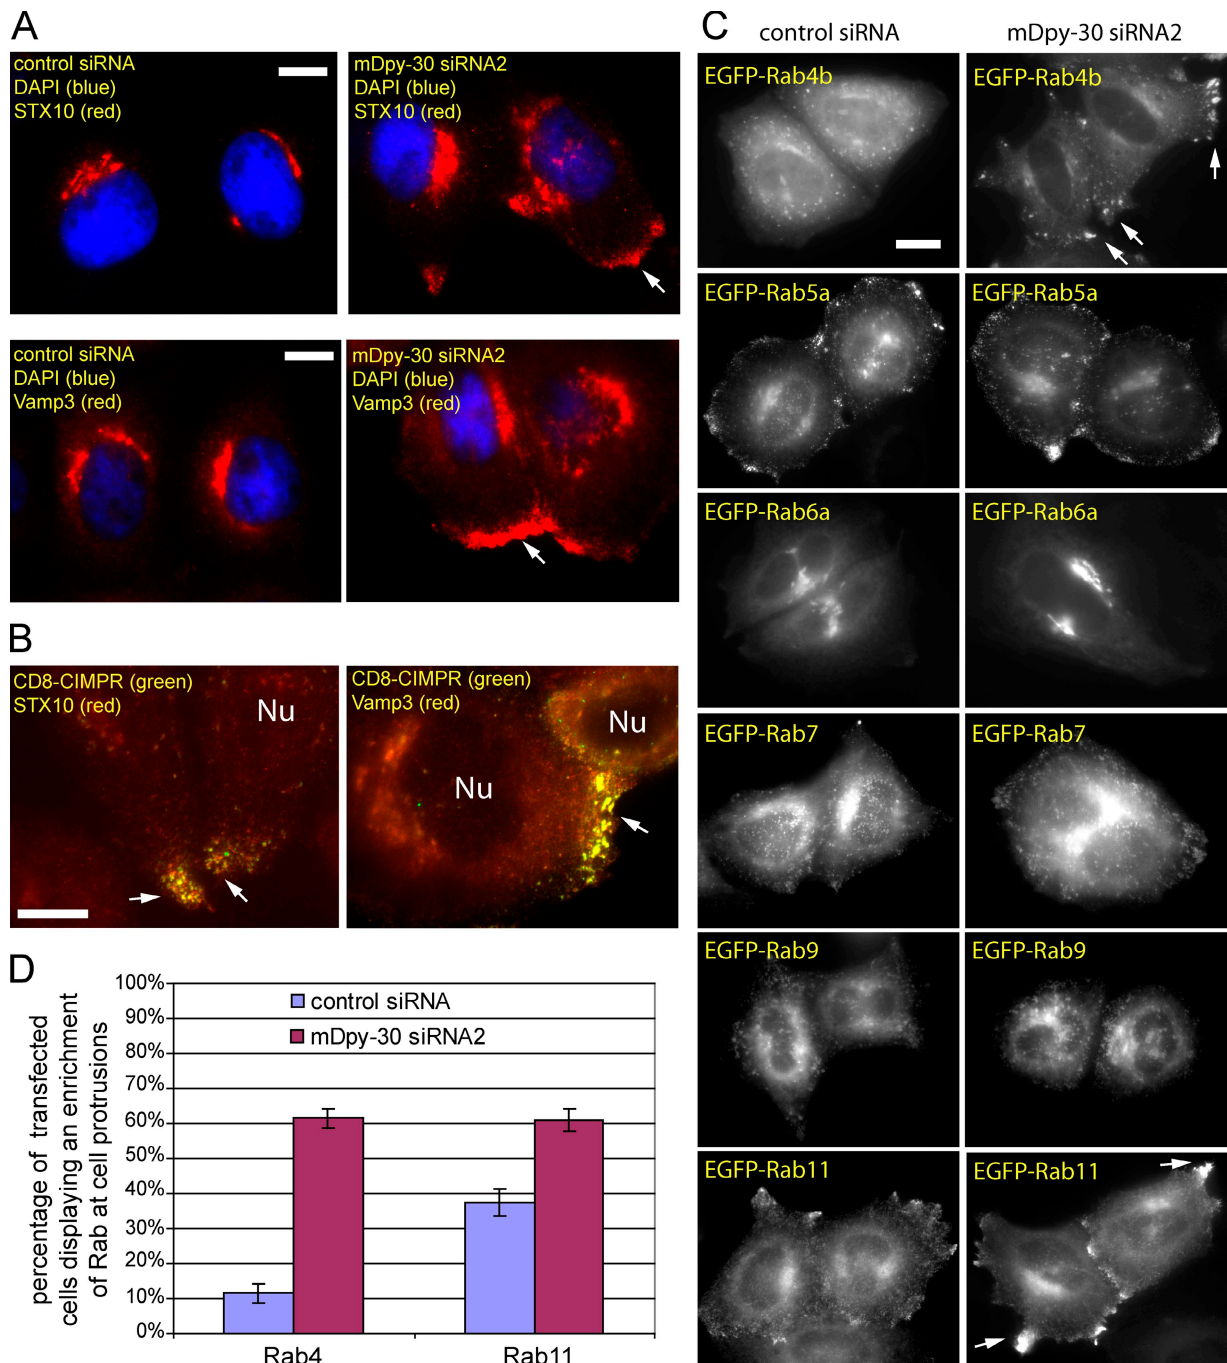 A
control siRNA
DAPI (blue)
STX10 (red)
mDpy-30 siRNA2
DAPI (blue)
STX10 (red)
control siRNA
DAPI (blue)
Vamp3 (red)
mDpy-30 siRNA2
DAPI (blue)
Vamp3 (red)
B
CD8-CIMPR (green)
STX10 (red)
Nu
CD8-CIMPR (green)
Vamp3 (red)
Nu
Nu
C
control siRNA
mDpy-30 siRNA2
EGFP-Rab4b
EGFP-Rab4b
EGFP-Rab5a
EGFP-Rab5a
EGFP-Rab6a
EGFP-Rab6a
EGFP-Rab7
EGFP-Rab7
EGFP-Rab9
EGFP-Rab9
EGFP-Rab11
EGFP-Rab11
D
percentage of transfected
cells displaying an enrichment
of Rab at cell protrusions
100%
90%
80%
70%
60%
50%
40%
30%
20%
10%
0%
control siRNA
mDpy-30 siRNA2
Rab4
Rab11